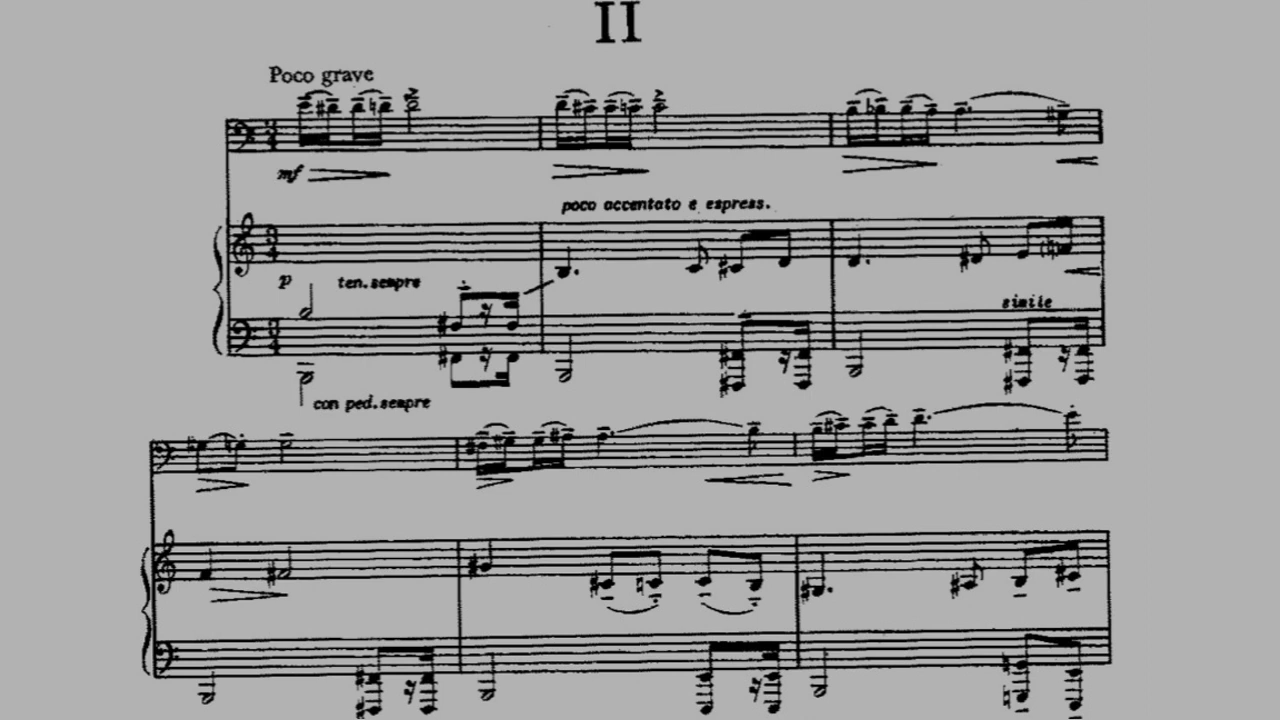 II
Poco grave
mf
poco accentato e espress.
p ten. sempre
simile
con ped. sempre